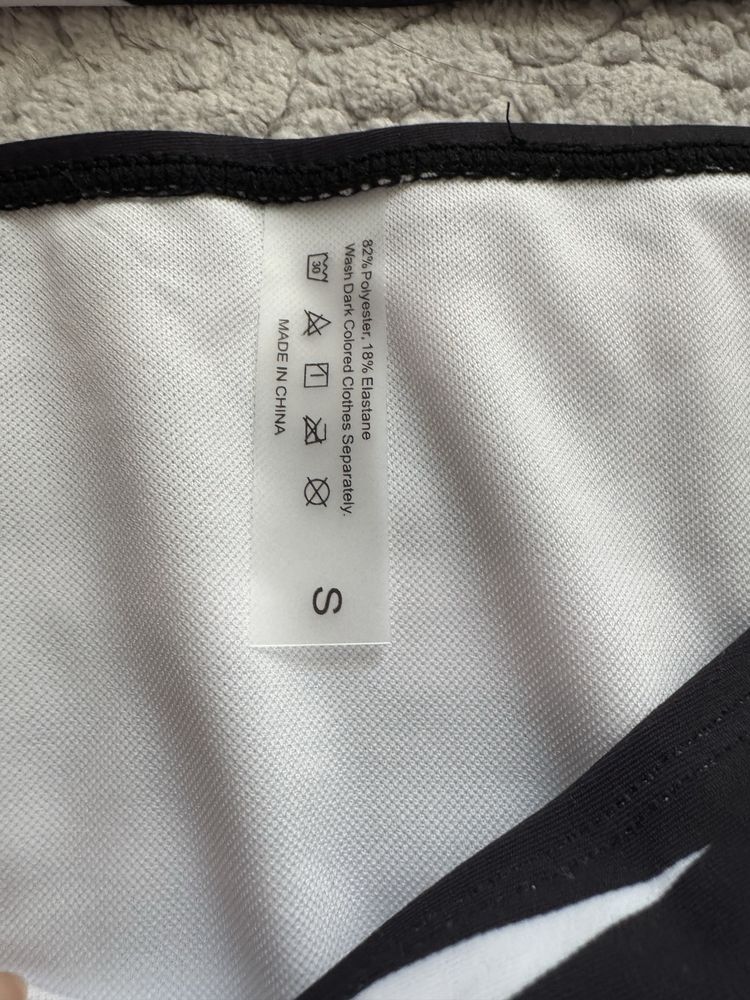 82% Polyester, 18% Elastane
Wash Dark Colored Clothes Separately.
30
MADE IN CHINA
S